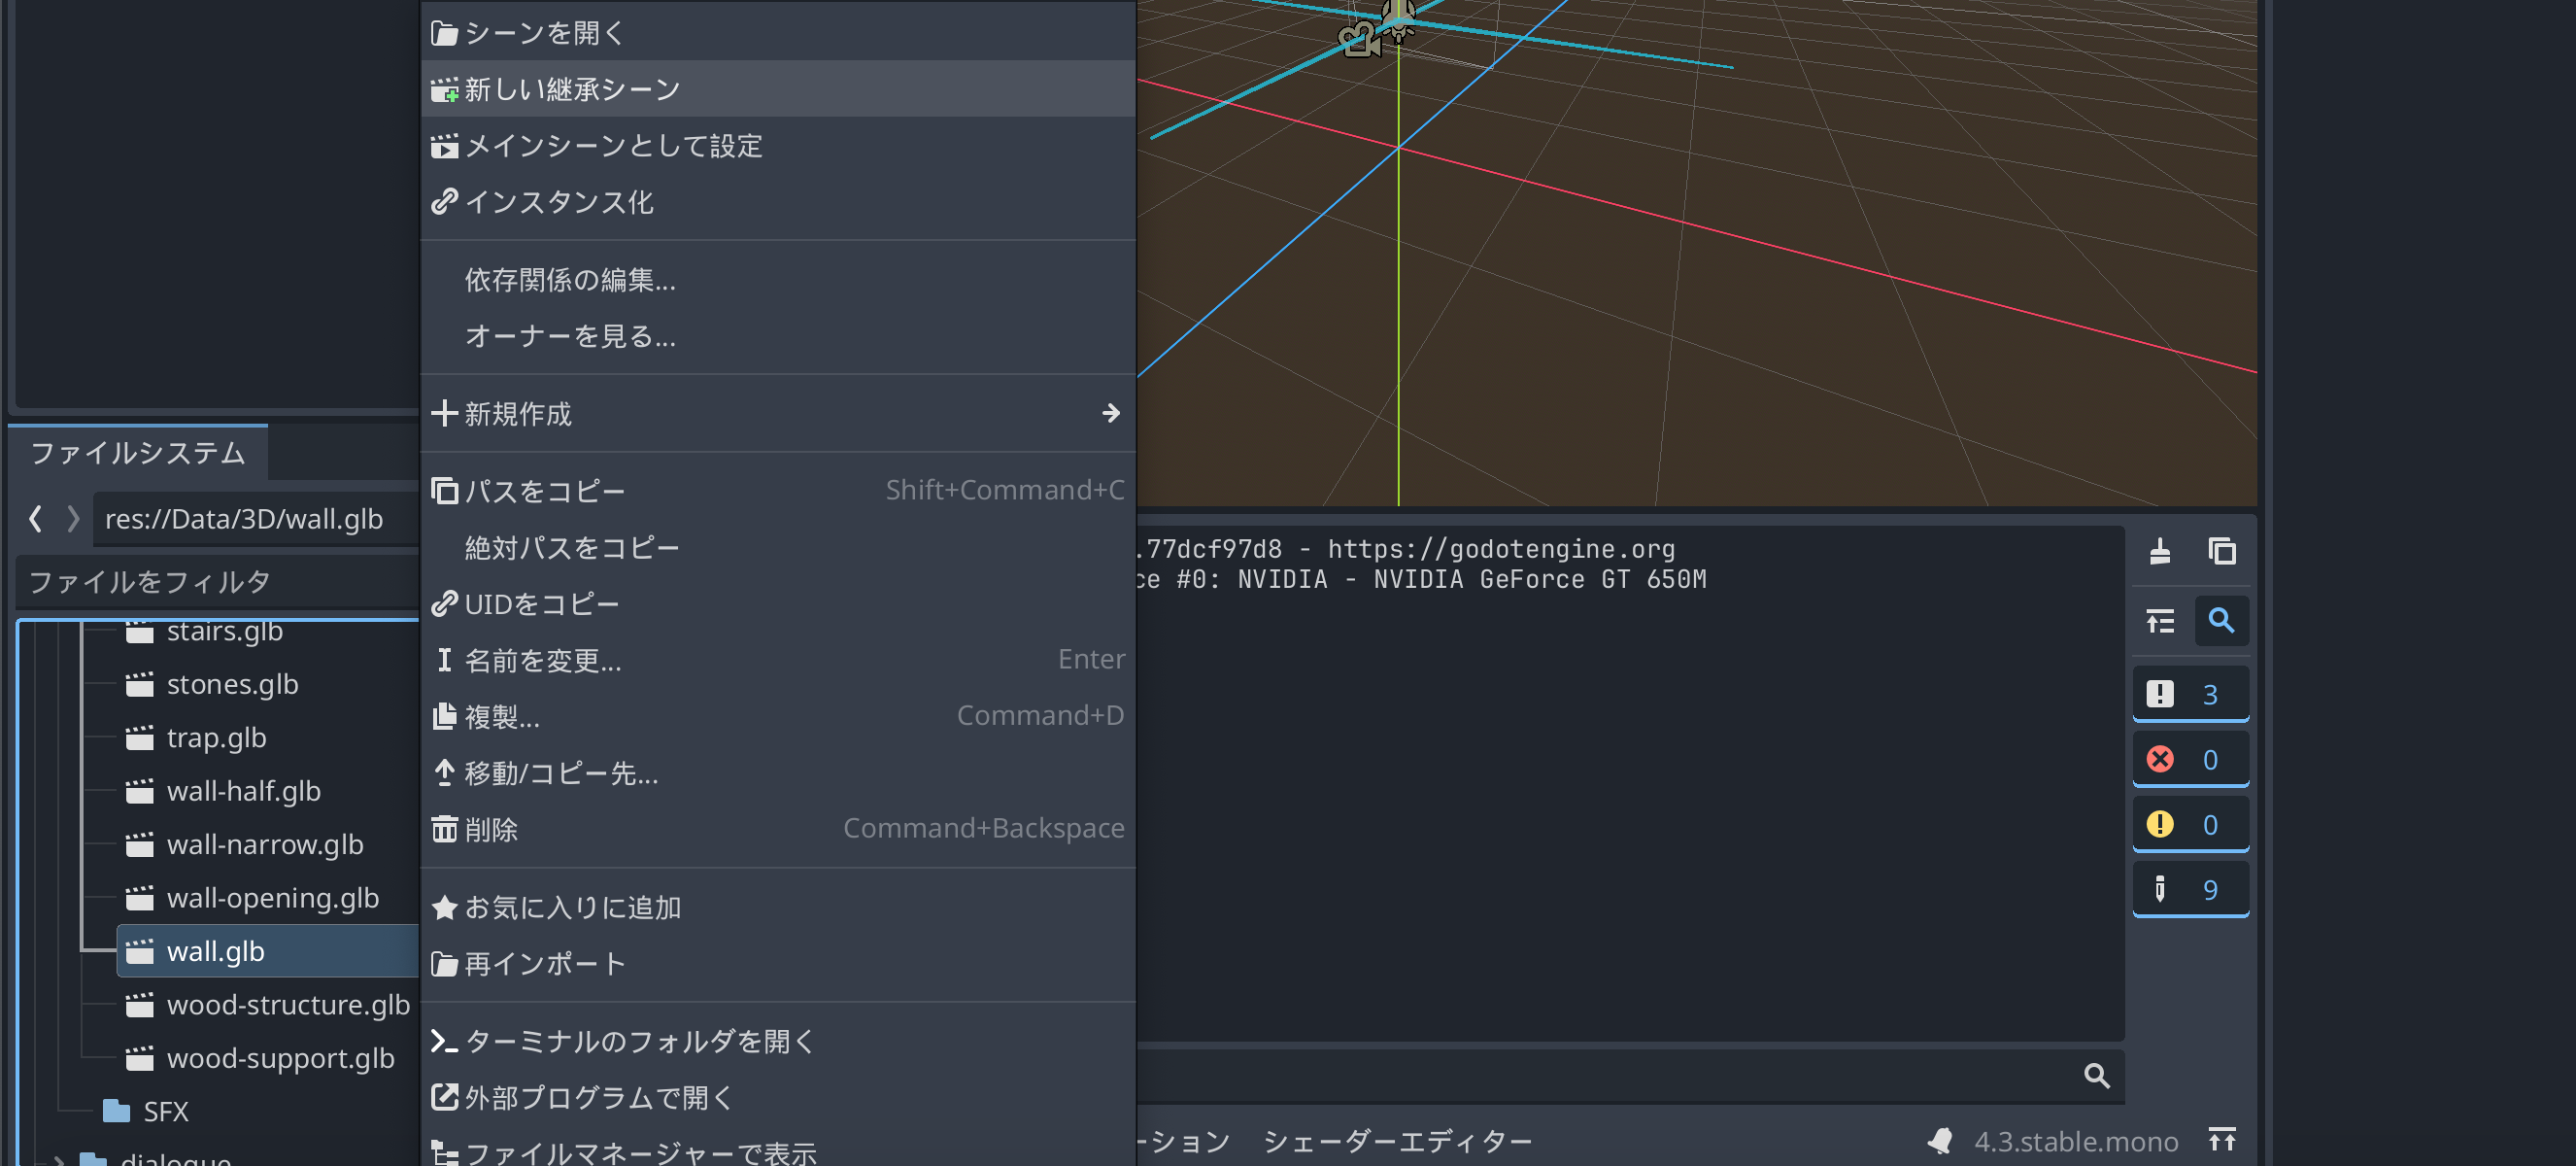 シーンを開く
新しい継承シーン
メインシーンとして設定
インスタンス化
依存関係の編集...
オーナーを見る...
新規作成
パスをコピー Shift+Command+C
絶対パスをコピー
UIDをコピー
名前を変更... Enter
複製... Command+D
移動/コピー先...
削除 Command+Backspace
お気に入りに追加
再インポート
ターミナルのフォルダを開く
外部プログラムで開く
ファイルマネージャーで表示
ファイルシステム
res://Data/3D/wall.glb
ファイルをフィルタ
stairs.glb
stones.glb
trap.glb
wall-half.glb
wall-narrow.glb
wall-opening.glb
wall.glb
wood-structure.glb
wood-support.glb
SFX
dialogue
.77dcf97d8 - https://godotengine.org
ce #0: NVIDIA - NVIDIA GeForce GT 650M
3
0
0
9
ーション シェーダーエディター
4.3.stable.mono